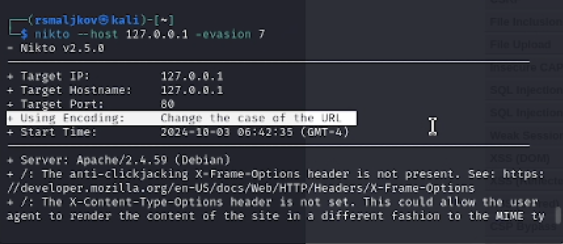 ┌──(rsmaljkov㉿kali)-[~]
└─$ nikto --host 127.0.0.1 -evasion 7
- Nikto v2.5.0
+ Target IP: 127.0.0.1
+ Target Hostname: 127.0.0.1
+ Target Port: 80
+ Using Encoding: Change the case of the URL
+ Start Time: 2024-10-03 06:42:35 (GMT-4)
+ Server: Apache/2.4.59 (Debian)
+ /: The anti-clickjacking X-Frame-Options header is not present. See: https:
//developer.mozilla.org/en-US/docs/Web/HTTP/Headers/X-Frame-Options
+ /: The X-Content-Type-Options header is not set. This could allow the user
agent to render the content of the site in a different fashion to the MIME ty
File Inclusion
File Upload
SQL Injection
SQL Injection
XSS (DOM)
CSP Bypass